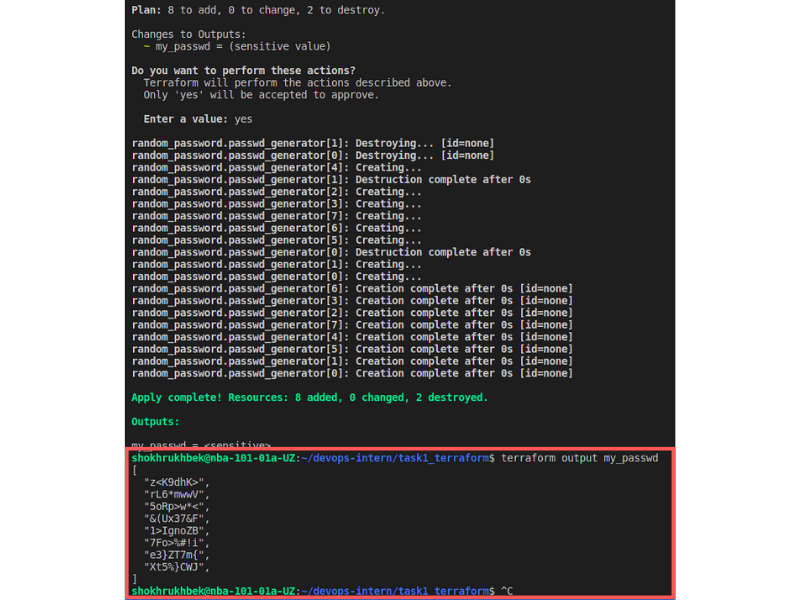 Plan: 8 to add, 0 to change, 2 to destroy.
Changes to Outputs:
~ my_passwd = (sensitive value)
Do you want to perform these actions?
Terraform will perform the actions described above.
Only 'yes' will be accepted to approve.
Enter a value: yes
random_password.passwd_generator[1]: Destroying... [id=none]
random_password.passwd_generator[0]: Destroying... [id=none]
random_password.passwd_generator[4]: Creating...
random_password.passwd_generator[1]: Destruction complete after 0s
random_password.passwd_generator[2]: Creating...
random_password.passwd_generator[3]: Creating...
random_password.passwd_generator[7]: Creating...
random_password.passwd_generator[6]: Creating...
random_password.passwd_generator[5]: Creating...
random_password.passwd_generator[0]: Destruction complete after 0s
random_password.passwd_generator[1]: Creating...
random_password.passwd_generator[0]: Creating...
random_password.passwd_generator[6]: Creation complete after 0s [id=none]
random_password.passwd_generator[3]: Creation complete after 0s [id=none]
random_password.passwd_generator[2]: Creation complete after 0s [id=none]
random_password.passwd_generator[7]: Creation complete after 0s [id=none]
random_password.passwd_generator[4]: Creation complete after 0s [id=none]
random_password.passwd_generator[5]: Creation complete after 0s [id=none]
random_password.passwd_generator[1]: Creation complete after 0s [id=none]
random_password.passwd_generator[0]: Creation complete after 0s [id=none]
Apply complete! Resources: 8 added, 0 changed, 2 destroyed.
Outputs:
my_passwd = <sensitive>
shokhrukhbek@nba-101-01a-UZ:~/devops-intern/task1_terraform$ terraform output my_passwd
[
"z<K9dhK>",
"rL6*mwwV",
"5oRp>w*<",
"&(Ux37&F",
"1>IgnoZB",
"7Fo>%#!i",
"e3}ZT7m{",
"Xt5%}CWJ",
]
shokhrukhbek@nba-101-01a-UZ:~/devops-intern/task1_terraform$ ^C